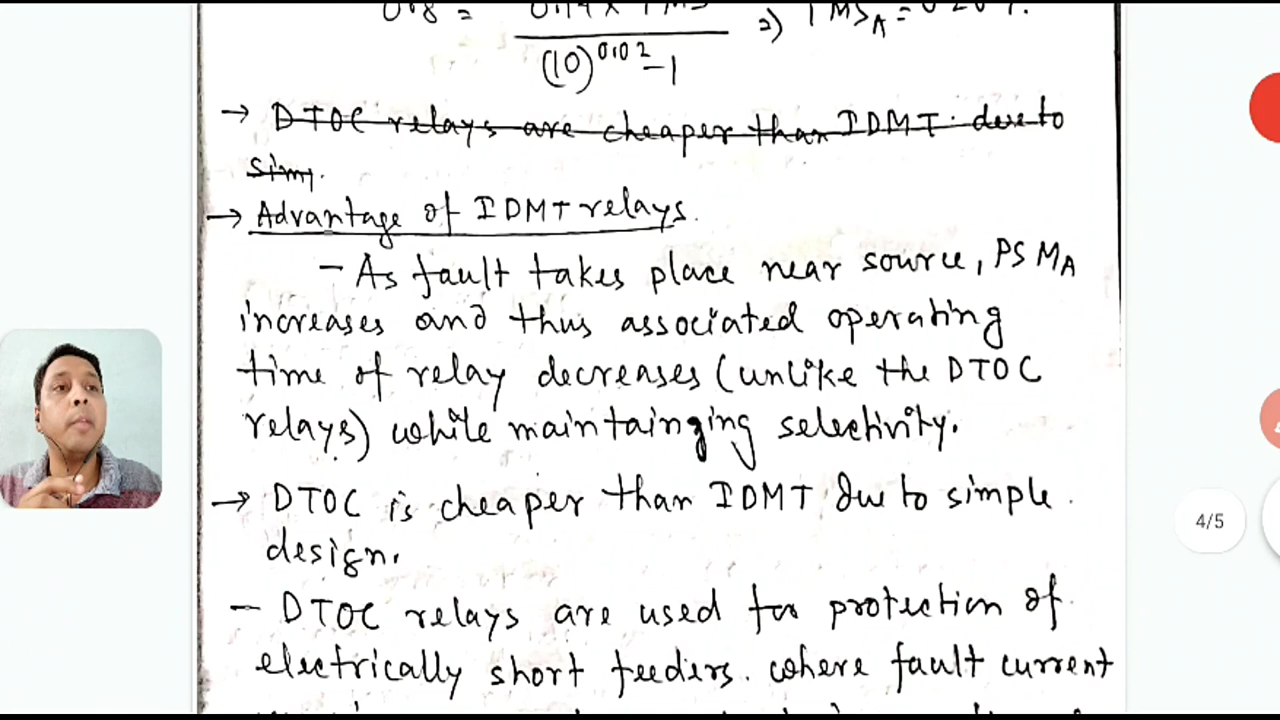 0.8 =
(10)^0.02 - 1
→ DTOC relays are cheaper than IDMT. due to
sim
→ Advantage of IDMT relays.
- As fault takes place near source, PSM_A
increases and thus associated operating
time of relay decreases (unlike the DTOC
relays) while maintainging selectivity.
→ DTOC is cheaper than IDMT due to simple
design.
- DTOC relays are used for protection of
electrically short feeders. where fault current
4/5